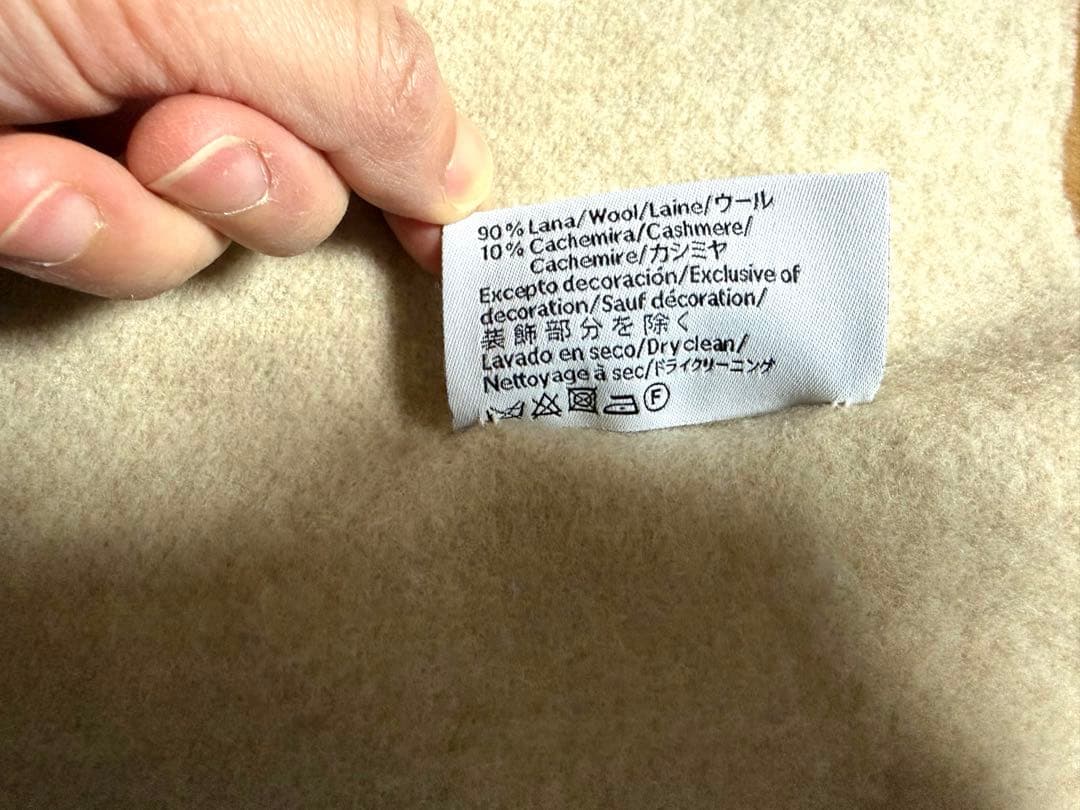 90% Lana/Wool/Laine/ウール
10% Cachemira/Cashmere/
Cachemire/カシミヤ
Excepto decoración/Exclusive of
decoration/Sauf décoration/
装飾部分を除く
Lavado en seco/Dry clean/
Nettoyage à sec/ドライクリーニング
F